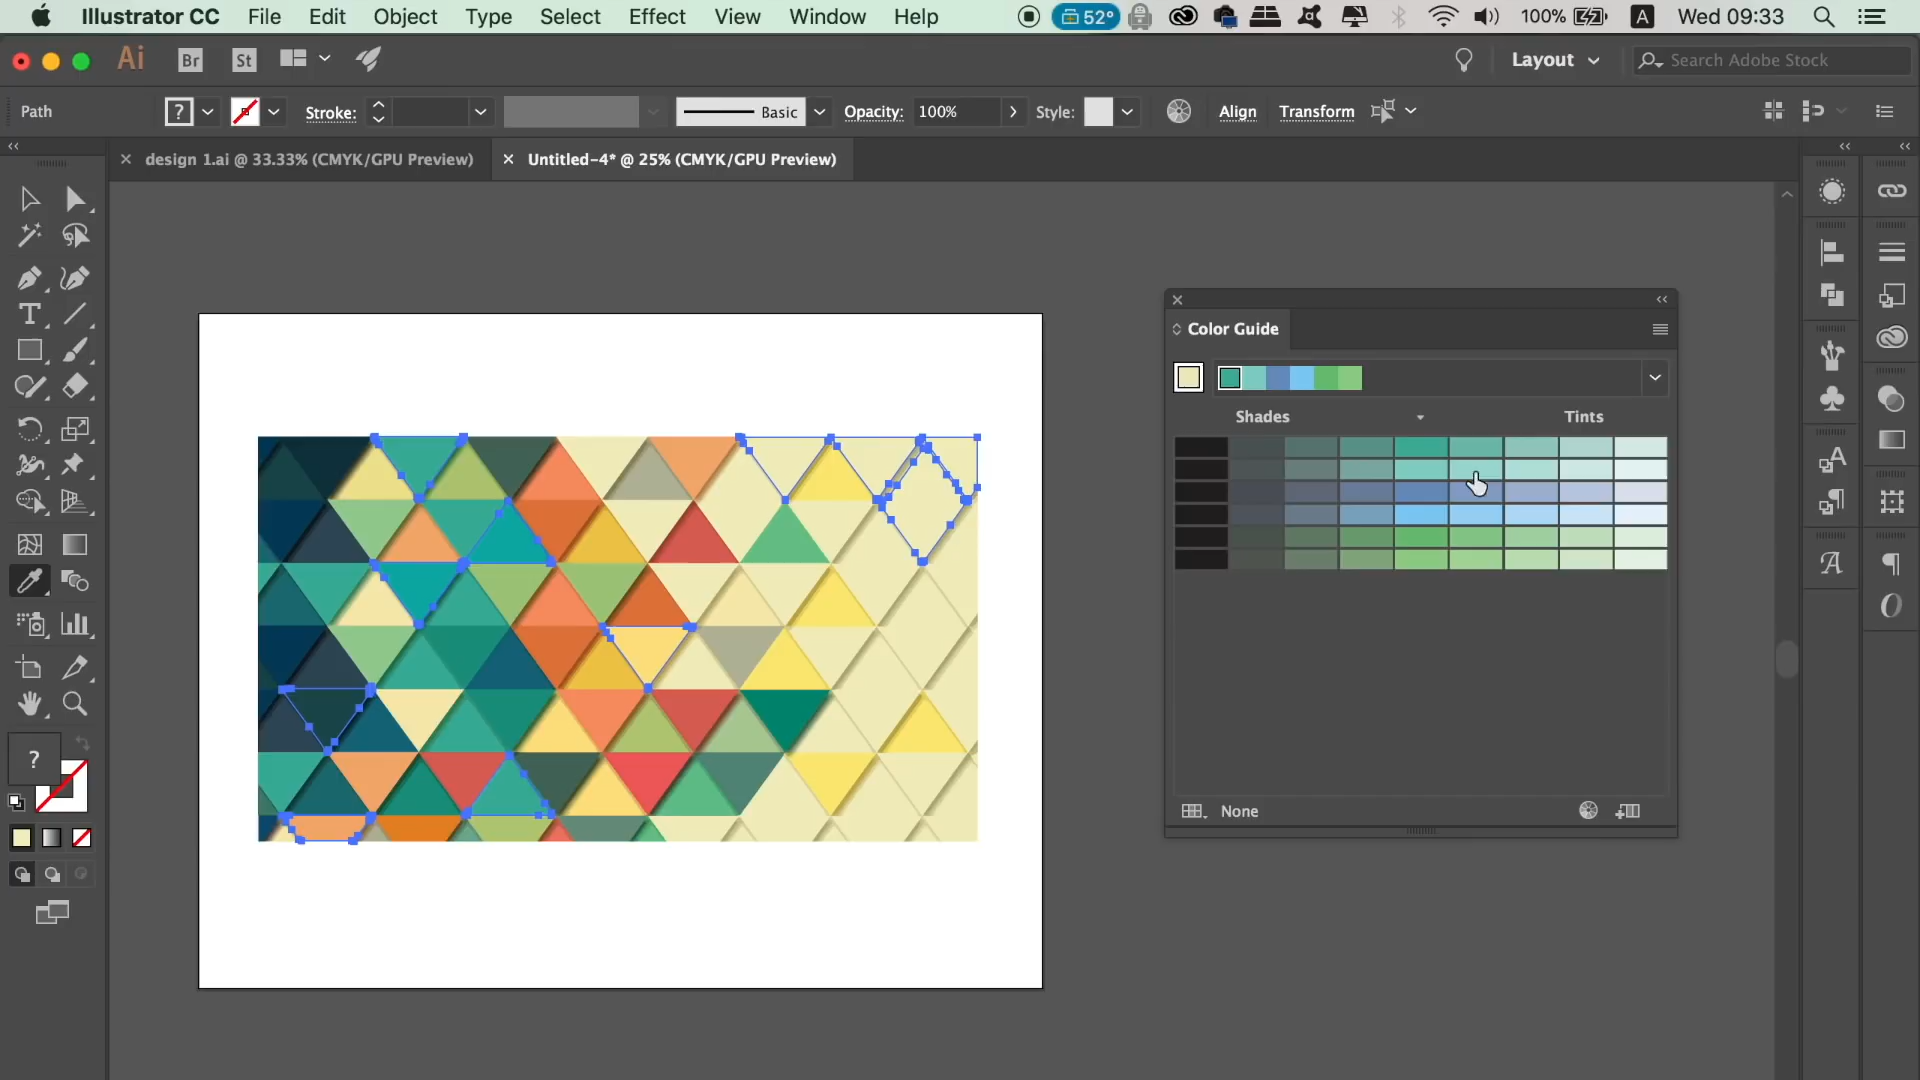 Illustrator CC File Edit Object Type Select Effect View Window Help 52° 100% A Wed 09:33
Ai Br St Layout Search Adobe Stock
Path ? Stroke: Basic Opacity: 100% Style: Align Transform
design 1.ai @ 33.33% (CMYK/GPU Preview) Untitled-4* @ 25% (CMYK/GPU Preview)
Color Guide
Shades Tints
?
None